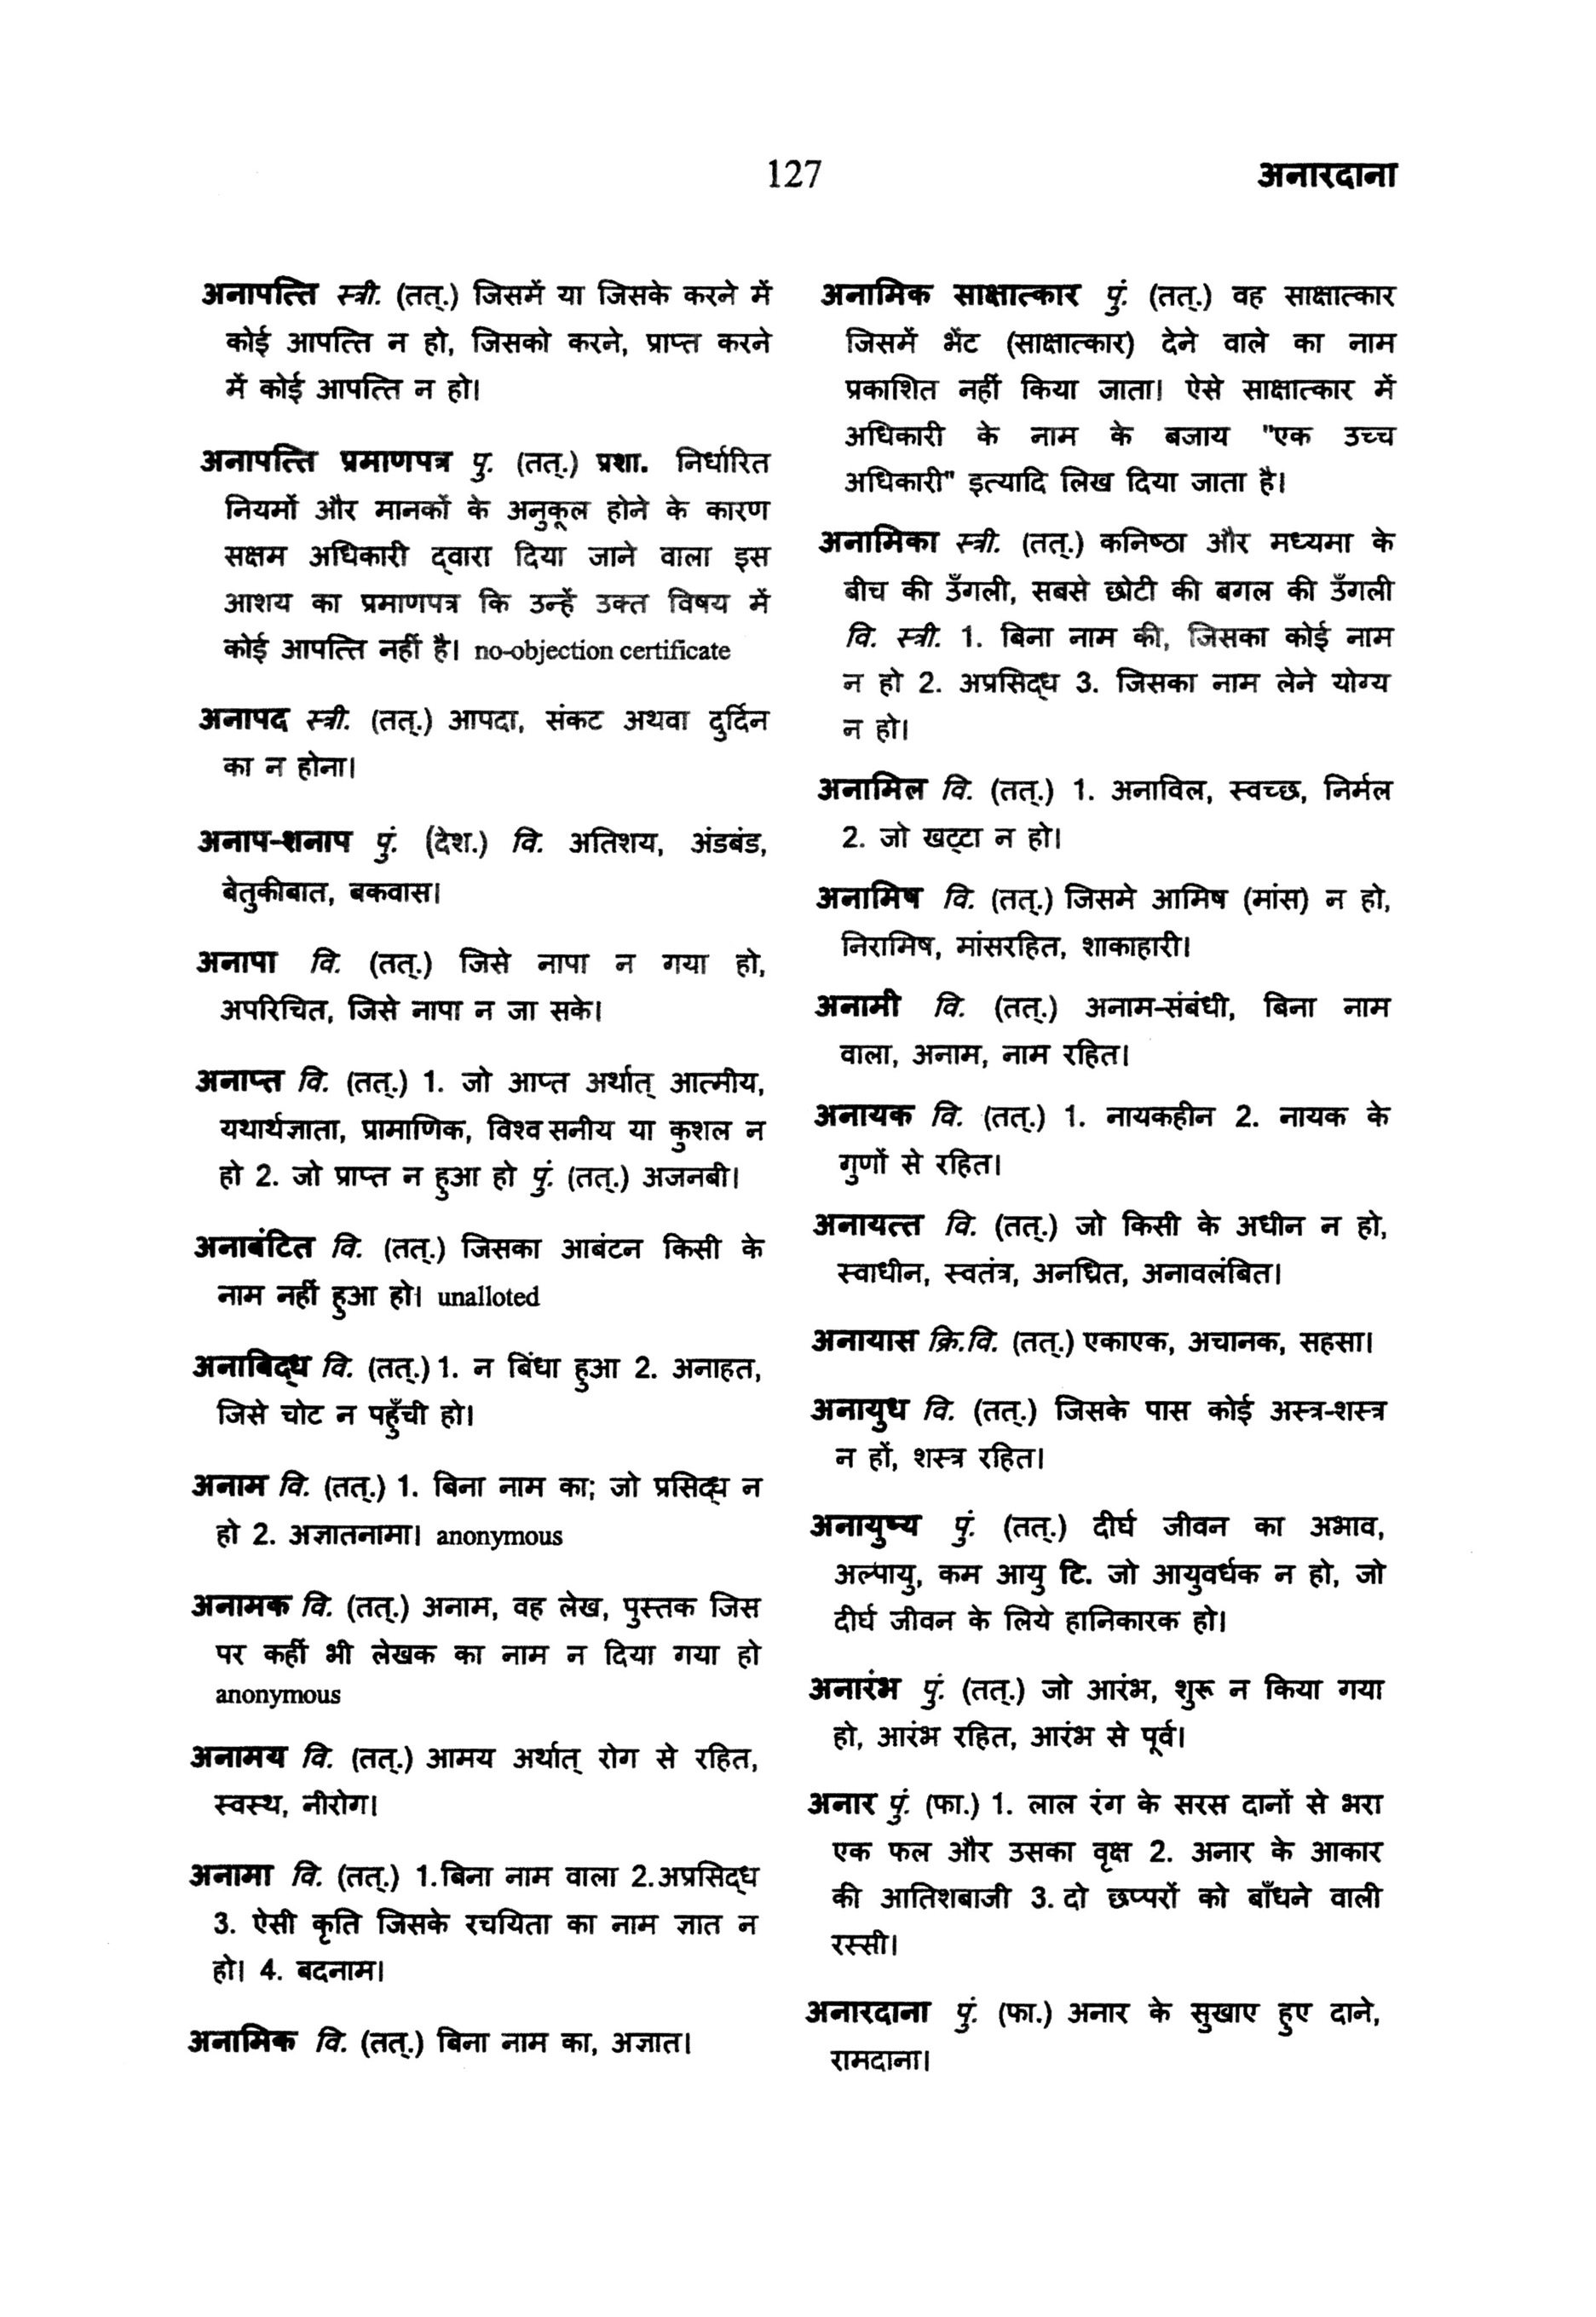 127
अनारदाना
अनापत्ति स्त्री. (तत्.) जिसमें या जिसके करने में
कोई आपत्ति न हो, जिसको करने, प्राप्त करने
में कोई आपत्ति न हो।
अनापत्ति प्रमाणपत्र पु. (तत्.) प्रशा. निर्धारित
नियमों और मानकों के अनुकूल होने के कारण
सक्षम अधिकारी द्‌वारा दिया जाने वाला इस
आशय का प्रमाणपत्र कि उन्हें उक्त विषय में
कोई आपत्ति नहीं है। no-objection certificate
अनापद स्त्री. (तत्.) आपदा, संकट अथवा दुर्दिन
का न होना।
अनाप-शनाप पुं. (देश.) वि. अतिशय, अंडबंड,
बेतुकीबात, बकवास।
अनापा वि. (तत्.) जिसे नापा न गया हो,
अपरिचित, जिसे नापा न जा सके।
अनाप्त वि. (तत्.) 1. जो आप्त अर्थात् आत्मीय,
यथार्थज्ञाता, प्रामाणिक, विश्व सनीय या कुशल न
हो 2. जो प्राप्त न हुआ हो पुं. (तत्.) अजनबी।
अनाबंटित वि. (तत्.) जिसका आबंटन किसी के
नाम नहीं हुआ हो। unalloted
अनाबिद्‌ध वि. (तत्.) 1. न बिंधा हुआ 2. अनाहत,
जिसे चोट न पहुँची हो।
अनाम वि. (तत्.) 1. बिना नाम का; जो प्रसिद्‌ध न
हो 2. अज्ञातनामा। anonymous
अनामक वि. (तत्.) अनाम, वह लेख, पुस्तक जिस
पर कहीं भी लेखक का नाम न दिया गया हो
anonymous
अनामय वि. (तत्.) आमय अर्थात् रोग से रहित,
स्वस्थ, नीरोग।
अनामा वि. (तत्.) 1.बिना नाम वाला 2.अप्रसिद्‌ध
3. ऐसी कृति जिसके रचयिता का नाम ज्ञात न
हो। 4. बदनाम।
अनामिक वि. (तत्.) बिना नाम का, अज्ञात।
अनामिक साक्षात्कार पुं. (तत्.) वह साक्षात्कार
जिसमें भेंट (साक्षात्कार) देने वाले का नाम
प्रकाशित नहीं किया जाता। ऐसे साक्षात्कार में
अधिकारी के नाम के बजाय "एक उच्च
अधिकारी" इत्यादि लिख दिया जाता है।
अनामिका स्त्री. (तत्.) कनिष्ठा और मध्यमा के
बीच की उँगली, सबसे छोटी की बगल की उँगली
वि. स्त्री. 1. बिना नाम की, जिसका कोई नाम
न हो 2. अप्रसिद्‌ध 3. जिसका नाम लेने योग्य
न हो।
अनामिल वि. (तत्.) 1. अनाविल, स्वच्छ, निर्मल
2. जो खट्‌टा न हो।
अनामिष वि. (तत्.) जिसमे आमिष (मांस) न हो,
निरामिष, मांसरहित, शाकाहारी।
अनामी वि. (तत्.) अनाम-संबंधी, बिना नाम
वाला, अनाम, नाम रहित।
अनायक वि. (तत्.) 1. नायकहीन 2. नायक के
गुणों से रहित।
अनायत्त वि. (तत्.) जो किसी के अधीन न हो,
स्वाधीन, स्वतंत्र, अनध्रित, अनावलंबित।
अनायास क्रि.वि. (तत्.) एकाएक, अचानक, सहसा।
अनायुध वि. (तत्.) जिसके पास कोई अस्त्र-शस्त्र
न हों, शस्त्र रहित।
अनायुष्य पुं. (तत्.) दीर्घ जीवन का अभाव,
अल्पायु, कम आयु टि. जो आयुवर्धक न हो, जो
दीर्घ जीवन के लिये हानिकारक हो।
अनारंभ पुं. (तत्.) जो आरंभ, शुरू न किया गया
हो, आरंभ रहित, आरंभ से पूर्व।
अनार पुं. (फा.) 1. लाल रंग के सरस दानों से भरा
एक फल और उसका वृक्ष 2. अनार के आकार
की आतिशबाजी 3. दो छप्परों को बाँधने वाली
रस्सी।
अनारदाना पुं. (फा.) अनार के सुखाए हुए दाने,
रामदाना।